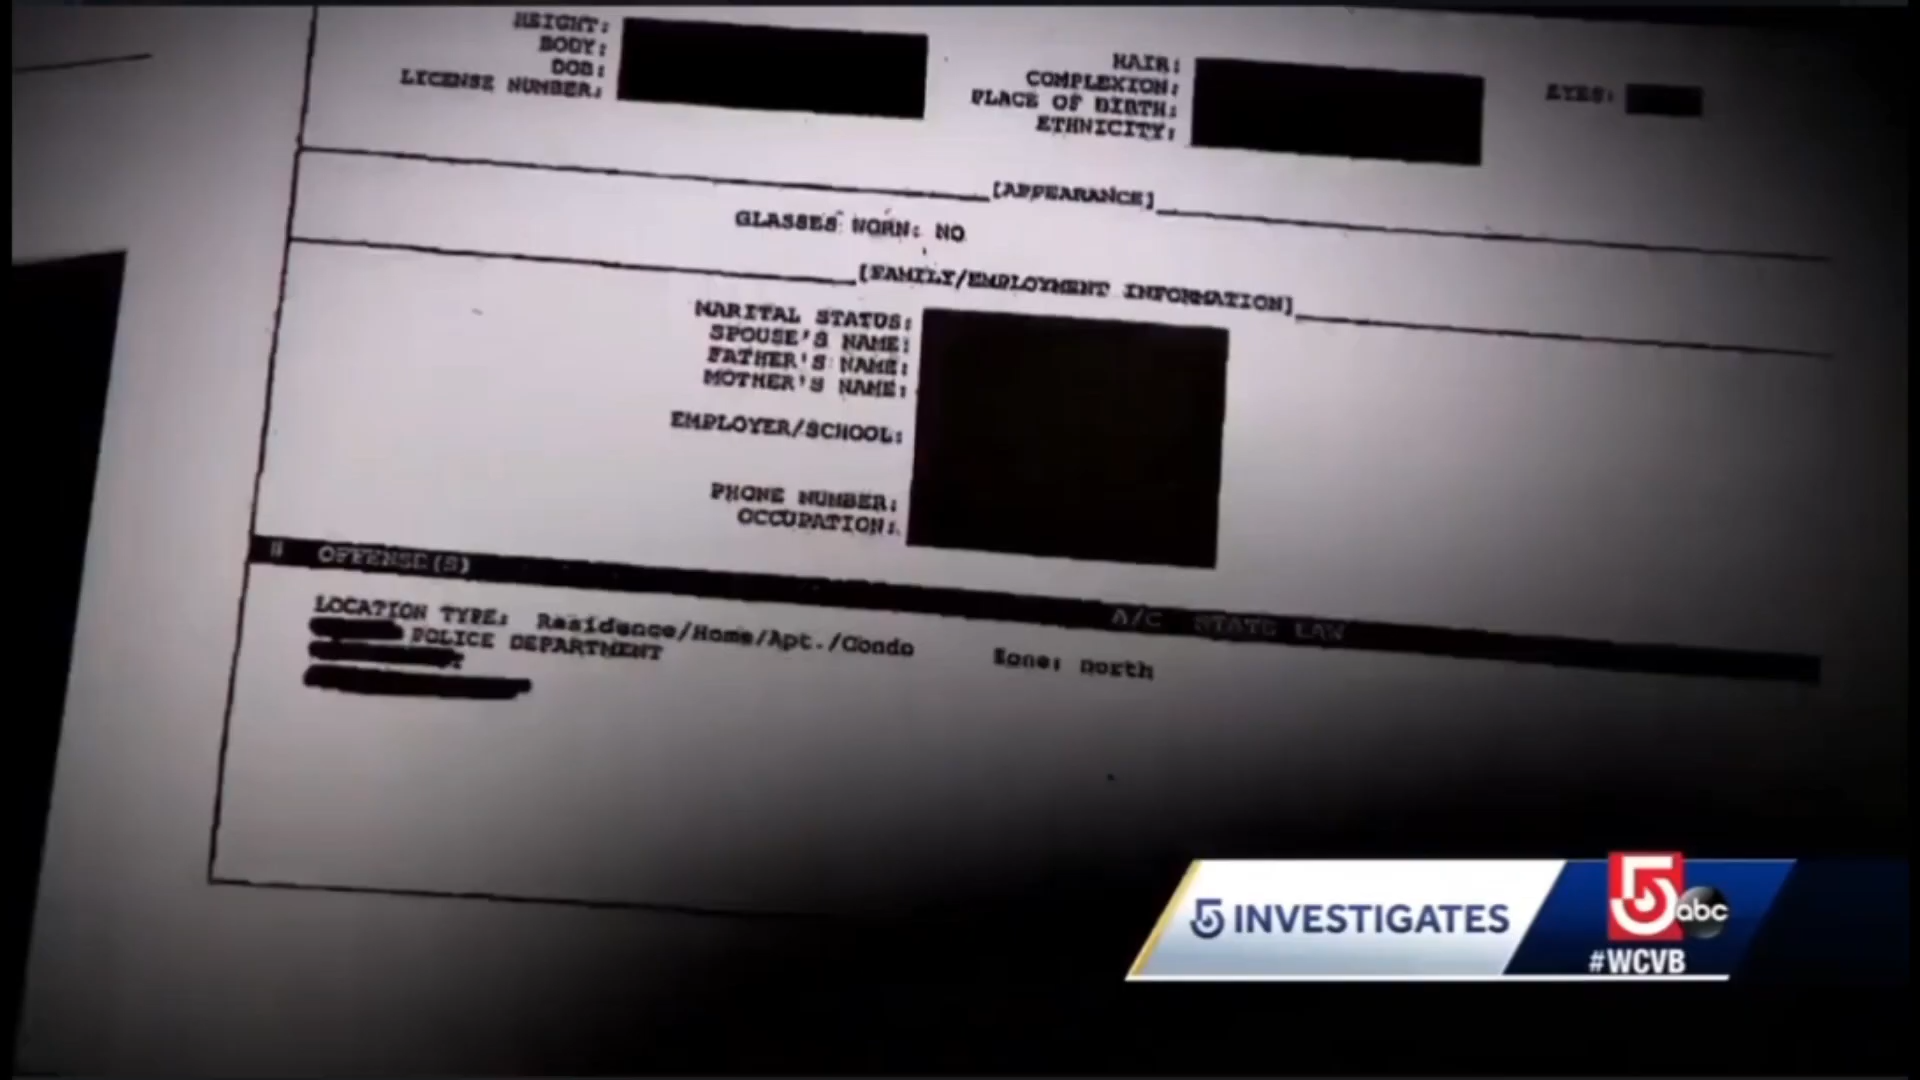 HEIGHT:
BODY:
DOB:
LICENSE NUMBER:
HAIR:
COMPLEXION:
PLACE OF BIRTH:
ETHNICITY:
EYES:
[APPEARANCE]
GLASSES WORN: NO
[FAMILY/EMPLOYMENT INFORMATION]
MARITAL STATUS:
SPOUSE'S NAME:
FATHER'S NAME:
MOTHER'S NAME:
EMPLOYER/SCHOOL:
PHONE NUMBER:
OCCUPATION:
# OFFENSE(S) A/C STATE LAW
LOCATION TYPE: Residence/Home/Apt./Condo Zone: north
POLICE DEPARTMENT
5 INVESTIGATES
5 abc
#WCVB